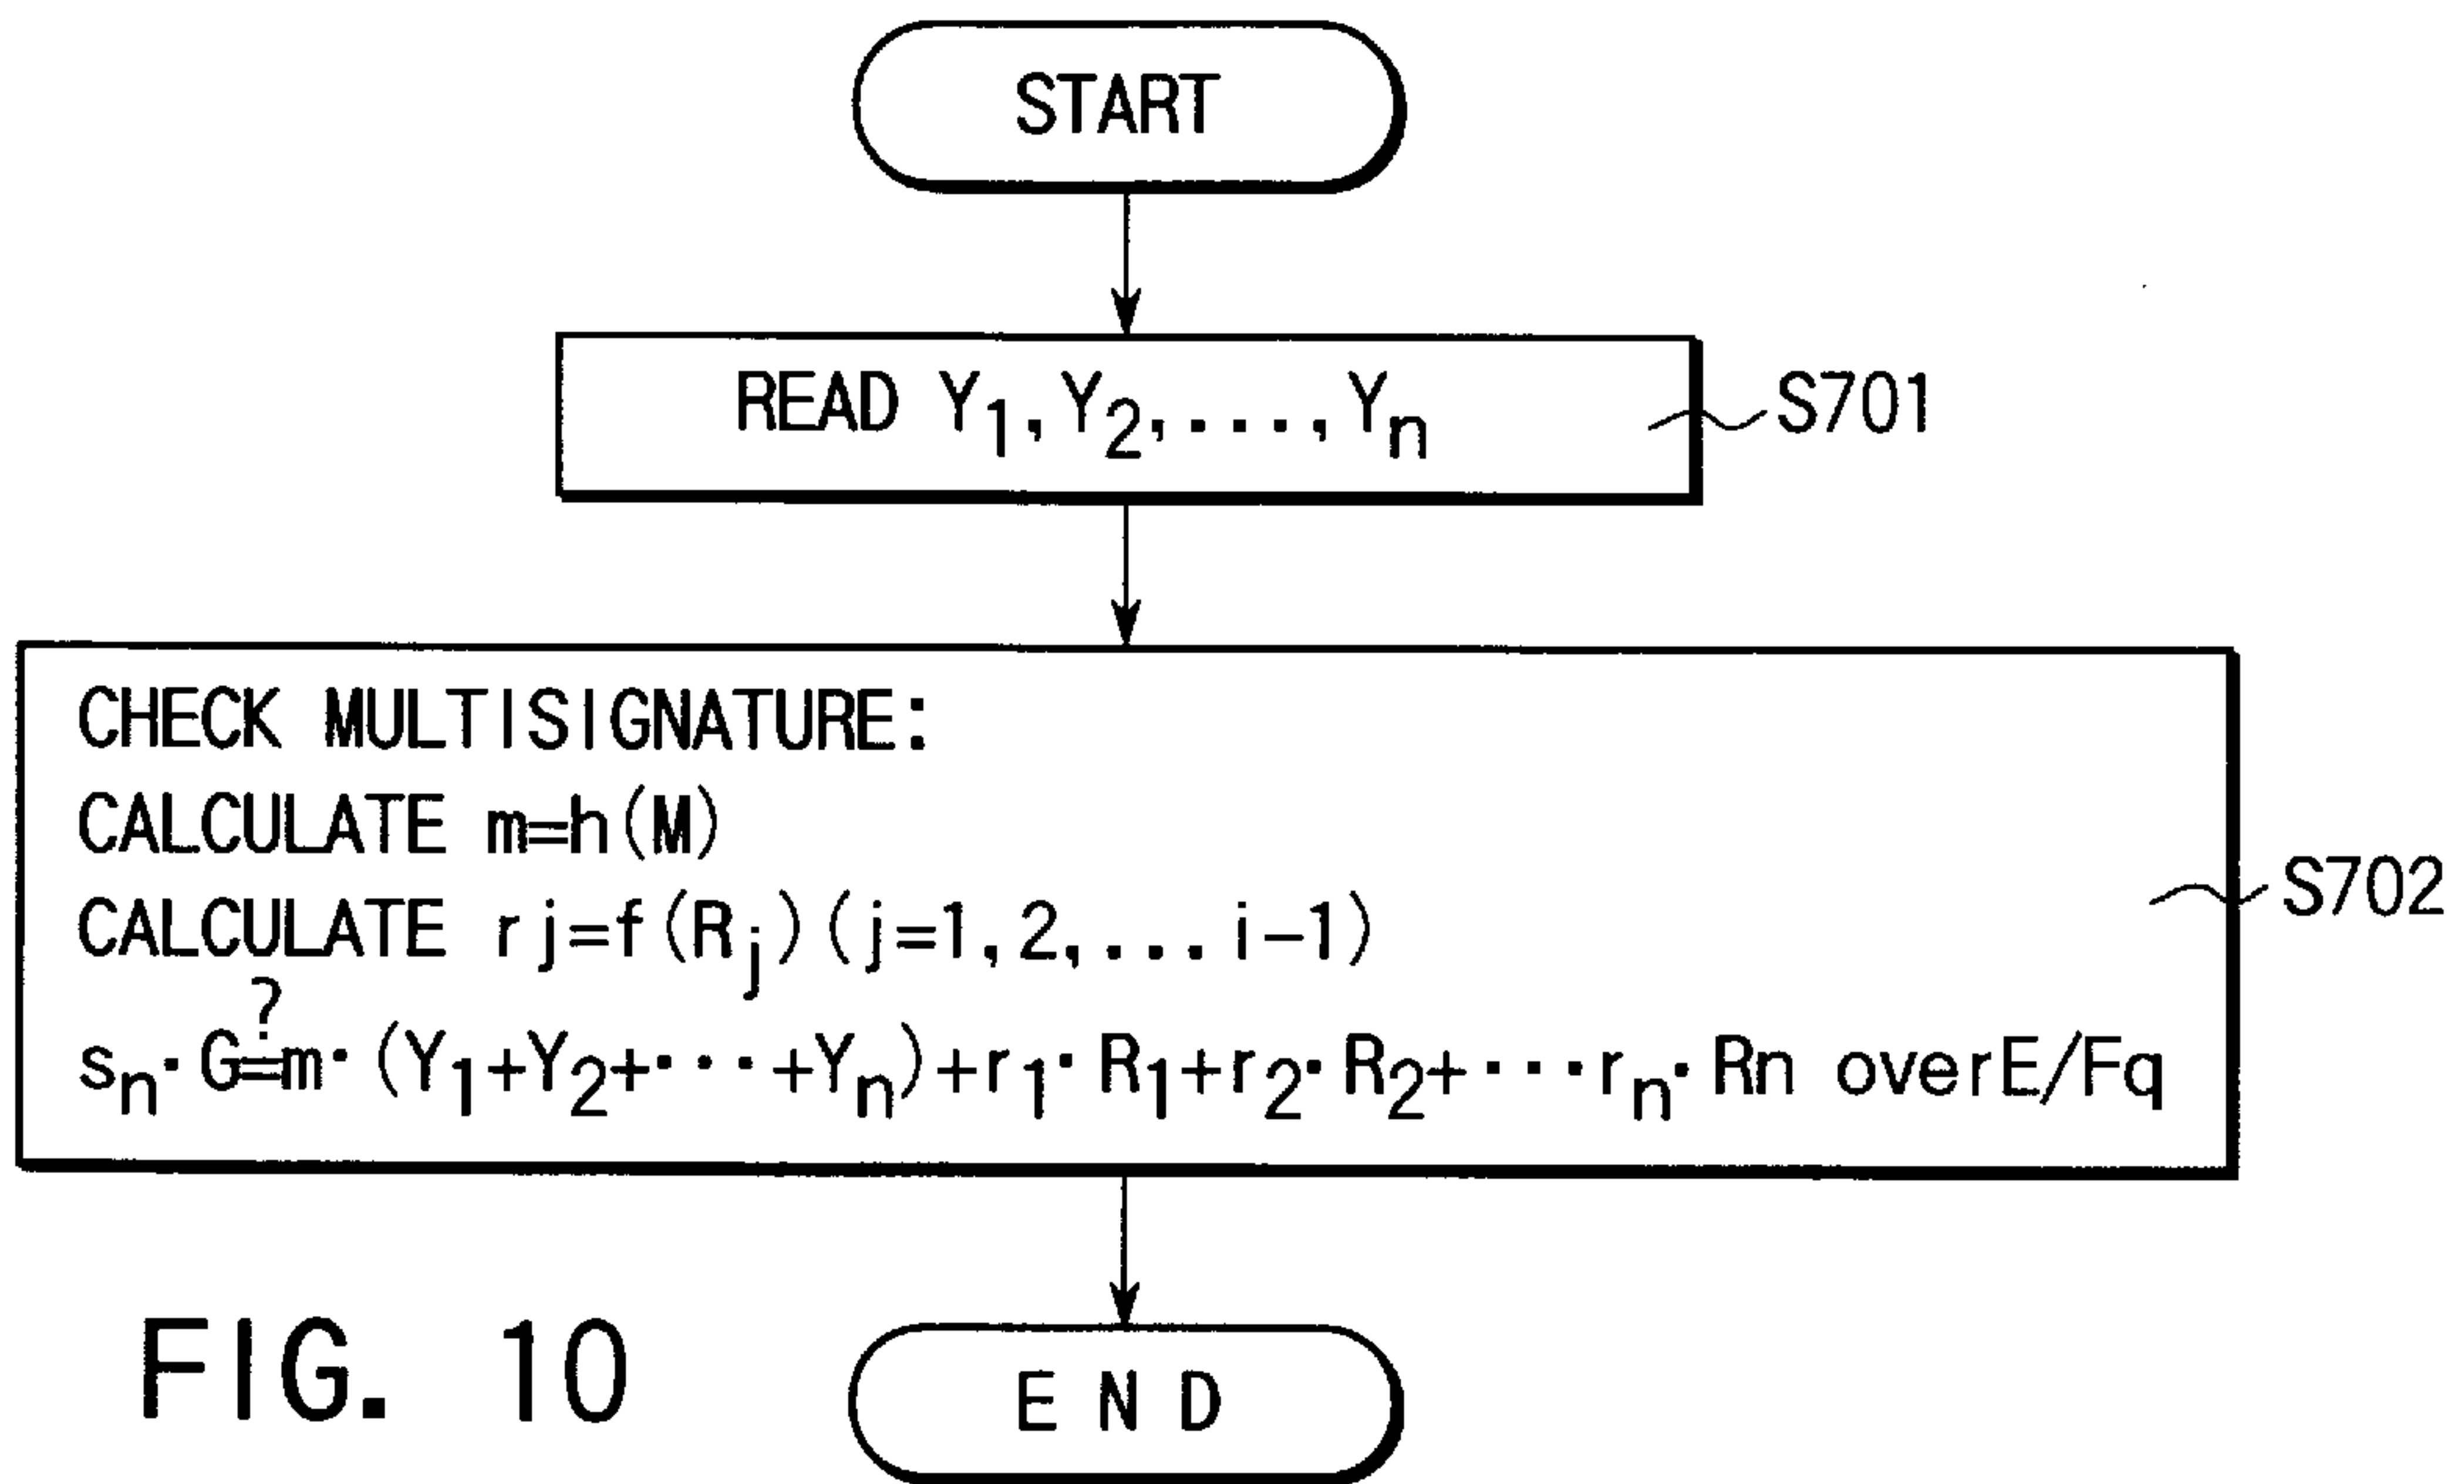 START
READ Y1,Y2,....,Yn
S701
CHECK MULTISIGNATURE:
CALCULATE m=h(M)
CALCULATE rj=f(Rj)(j=1,2,...i-1)
S702
?
sn·G=m·(Y1+Y2+···+Yn)+r1·R1+r2·R2+···rn·Rn overE/Fq
END
FIG. 10